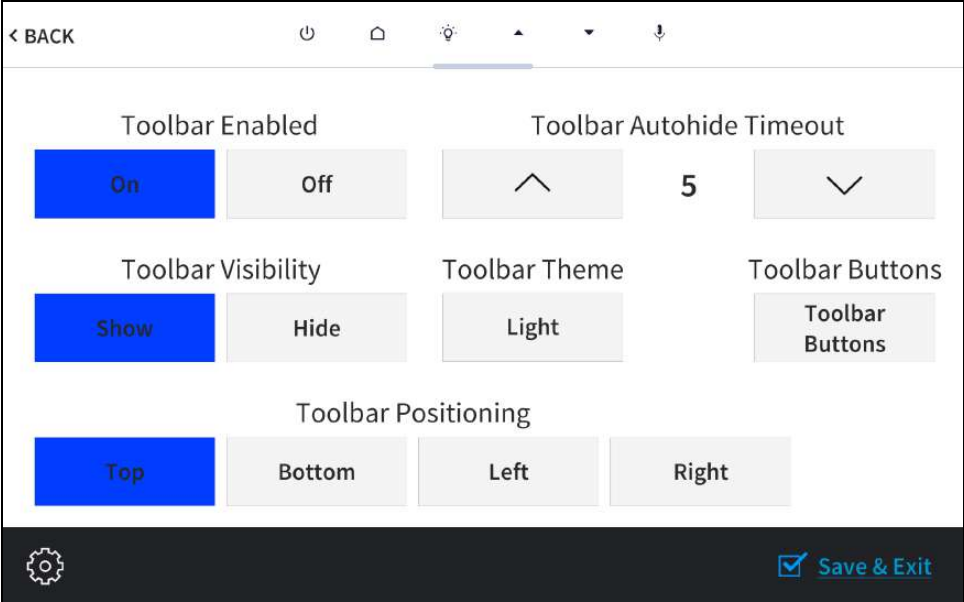 < BACK
Toolbar Enabled
Toolbar Autohide Timeout
On
Off
5
Toolbar Visibility
Toolbar Theme
Toolbar Buttons
Show
Hide
Light
Toolbar
Buttons
Toolbar Positioning
Top
Bottom
Left
Right
Save & Exit